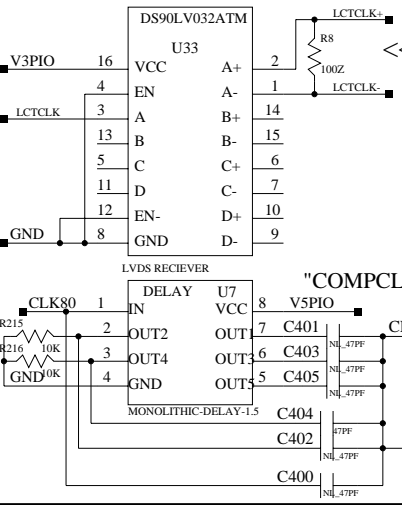 DS90LV032ATM
LCTCLK+
U33
R8
V3PIO 16 VCC A+ 2
100Z
<<
4 EN A- 1 LCTCLK-
LCTCLK 3 A B+ 14
13 B B- 15
5 C C+ 6
11 D C- 7
12 EN- D+ 10
GND 8 GND D- 9
LVDS RECIEVER
DELAY U7
"COMPCL
CLK80 1 IN VCC 8 V5PIO
R215 2 OUT2 OUT1 7 C401
NL_47PF
R216 10K 3 OUT4 OUT3 6 C403
NL_47PF
GND 10K 4 GND OUT5 5 C405
NL_47PF
MONOLITHIC-DELAY-1.5
C404
47PF
C402
NL_47PF
C400
NL_47PF